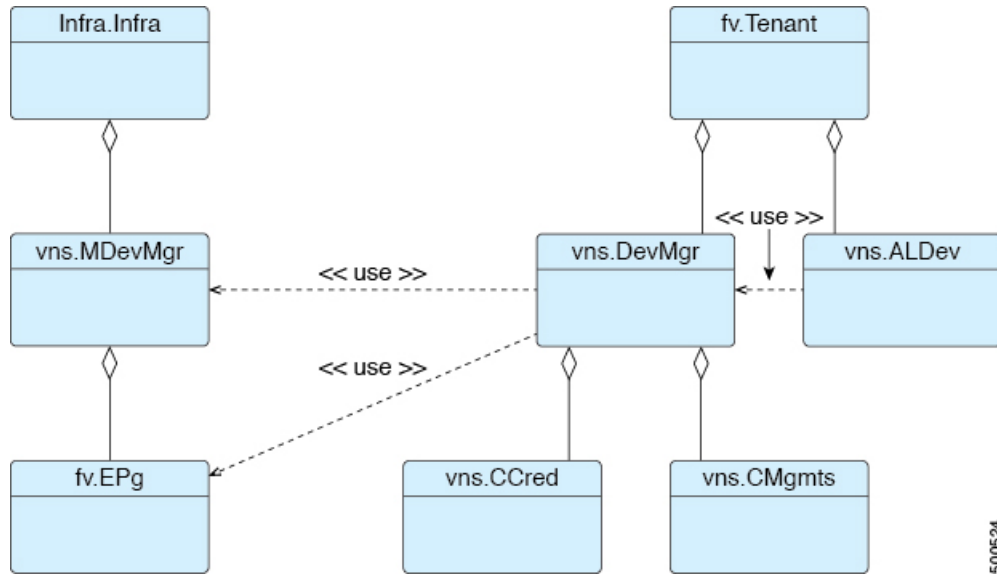 Infra.Infra
fv.Tenant
<< use >>
vns.MDevMgr
<< use >>
vns.DevMgr
vns.ALDev
<< use >>
fv.EPg
vns.CCred
vns.CMgmts
500524